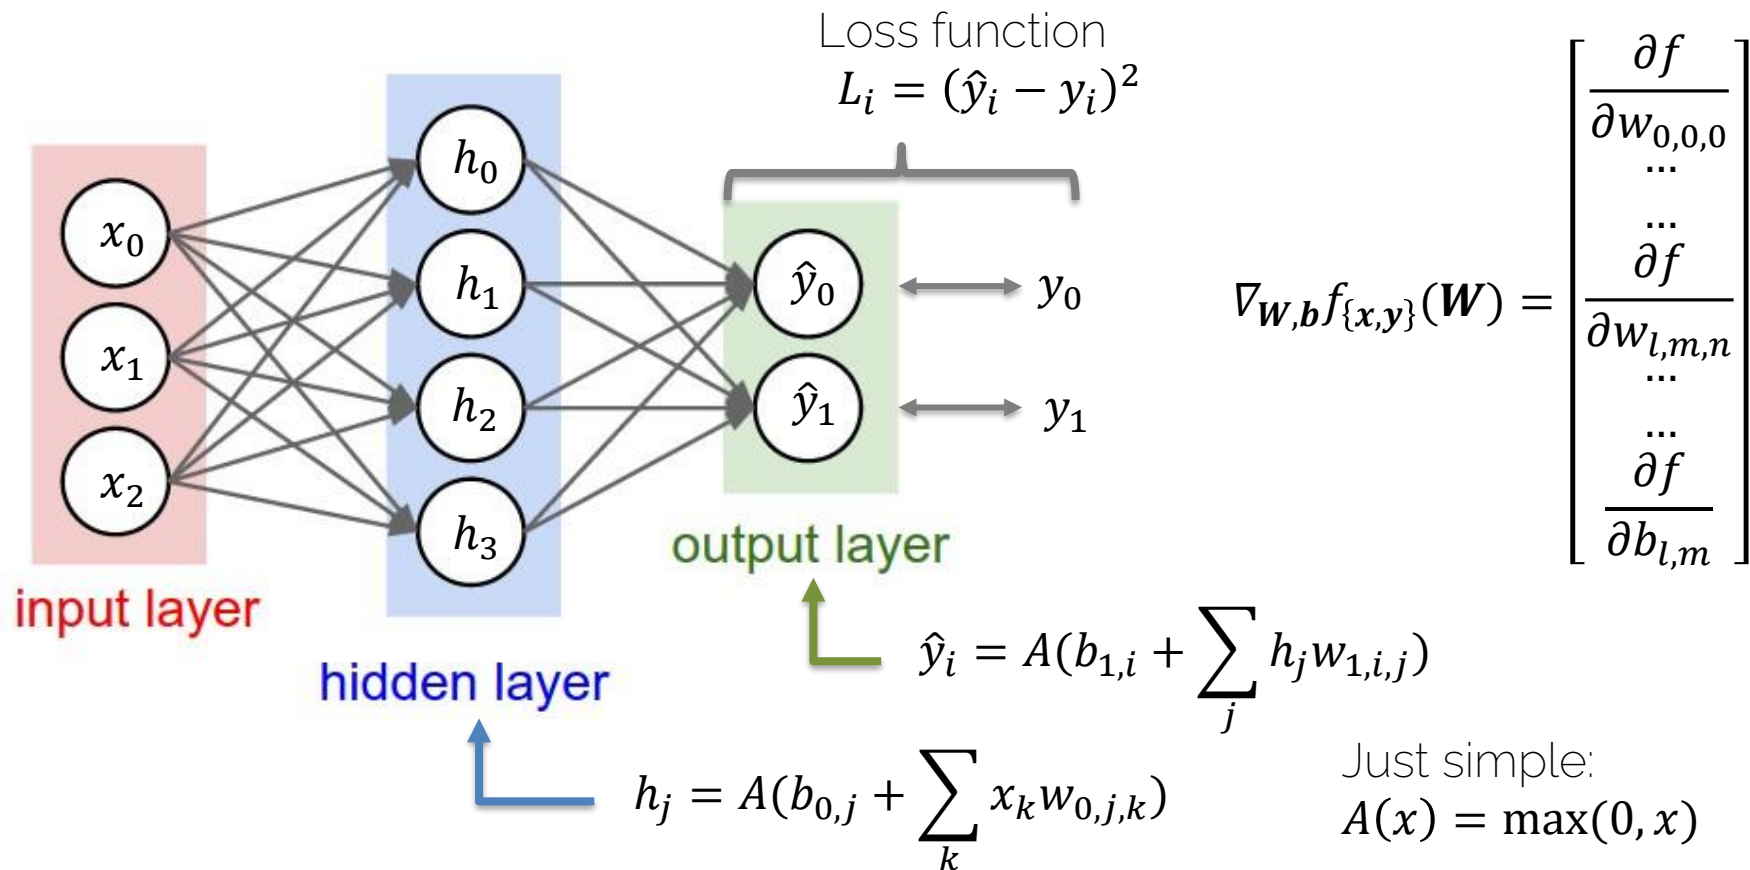 Loss function
L_i = (ŷ_i − y_i)^2
x_0
x_1
x_2
input layer
h_0
h_1
h_2
h_3
hidden layer
ŷ_0
ŷ_1
output layer
y_0
y_1
∇_{W,b} f_{{x,y}}(W) =
∂f
∂w_{0,0,0}
...
...
∂f
∂w_{l,m,n}
...
...
∂f
∂b_{l,m}
ŷ_i = A(b_{1,i} + ∑_j h_j w_{1,i,j})
h_j = A(b_{0,j} + ∑_k x_k w_{0,j,k})
Just simple:
A(x) = max(0, x)